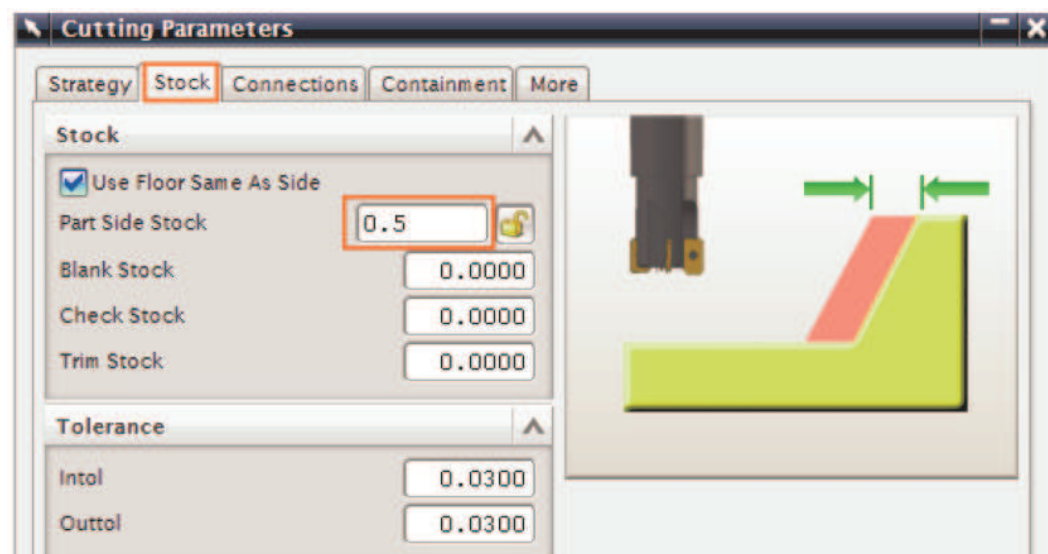 Cutting Parameters
Strategy Stock Connections Containment More
Stock
Use Floor Same As Side
Part Side Stock 0.5
Blank Stock 0.0000
Check Stock 0.0000
Trim Stock 0.0000
Tolerance
Intol 0.0300
Outtol 0.0300